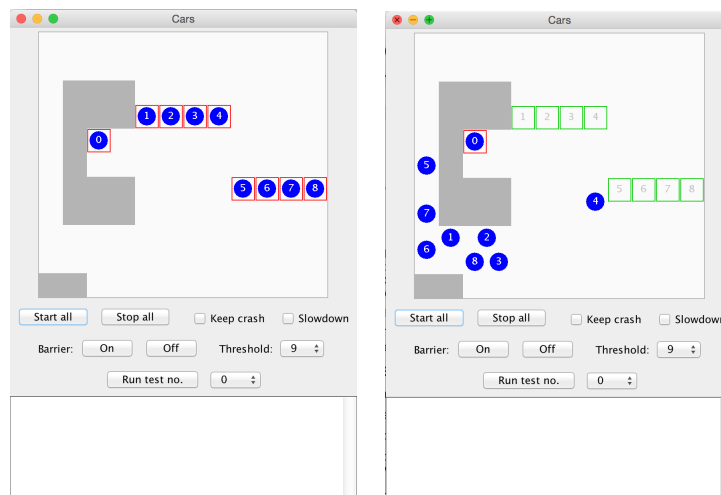 Cars
1 2 3 4
0
5 6 7 8
Start all Stop all Keep crash Slowdown
Barrier: On Off Threshold: 9
Run test no. 0
Cars
1 2 3 4
0
5
5 6 7 8
4
7
1 2
6
8 3
Start all Stop all Keep crash Slowdow
Barrier: On Off Threshold: 9
Run test no. 0